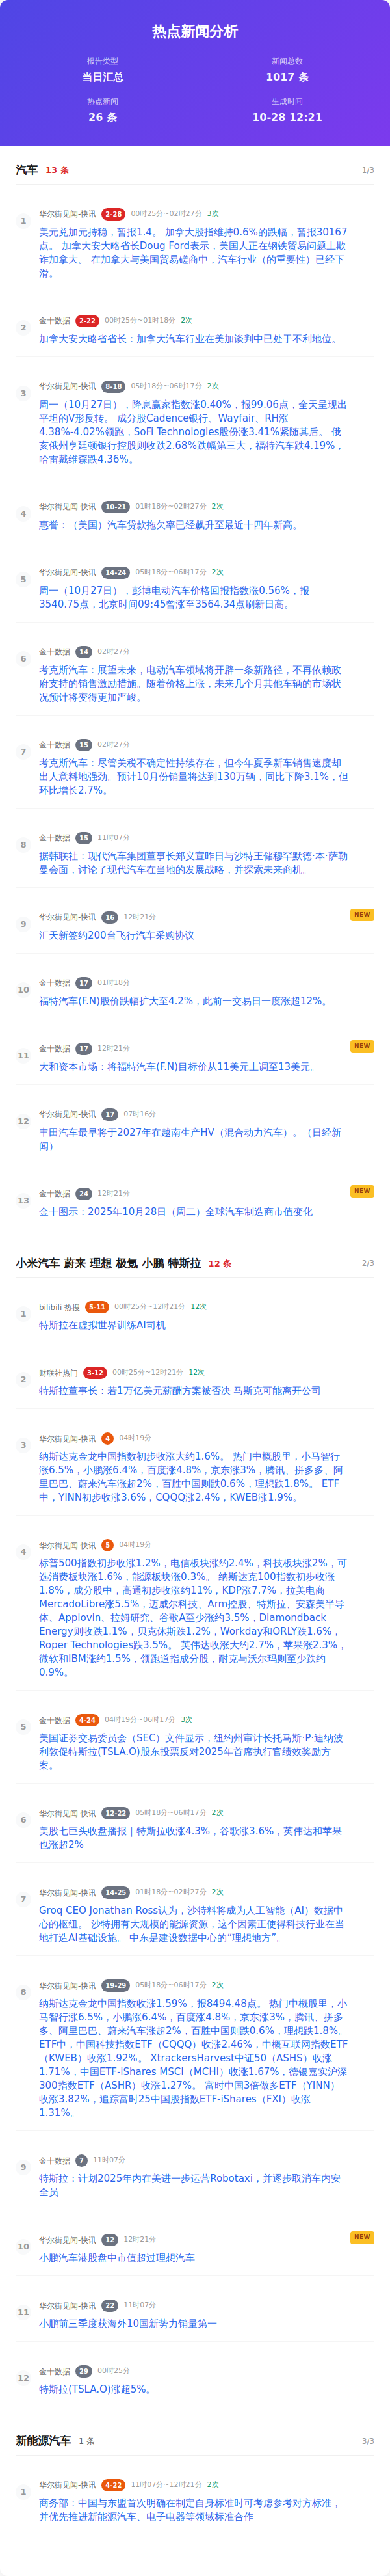 热点新闻分析
报告类型
当日汇总
新闻总数
1017 条
热点新闻
26 条
生成时间
10-28 12:21
汽车 13 条 1/3
1
华尔街见闻-快讯 2-28 00时25分~02时27分 3次
美元兑加元持稳，暂报1.4。 加拿大股指维持0.6%的跌幅，暂报30167
点。 加拿大安大略省长Doug Ford表示，美国人正在钢铁贸易问题上欺
诈加拿大。 在加拿大与美国贸易磋商中，汽车行业（的重要性）已经下
滑。
2
金十数据 2-22 00时25分~01时18分 2次
加拿大安大略省省长：加拿大汽车行业在美加谈判中已处于不利地位。
3
华尔街见闻-快讯 8-18 05时18分~06时17分 2次
周一（10月27日），降息赢家指数涨0.40%，报99.06点，全天呈现出
平坦的V形反转。 成分股Cadence银行、Wayfair、RH涨
4.38%-4.02%领跑，SoFi Technologies股份涨3.41%紧随其后。 俄
亥俄州亨廷顿银行控股则收跌2.68%跌幅第三大，福特汽车跌4.19%，
哈雷戴维森跌4.36%。
4
华尔街见闻-快讯 10-21 01时18分~02时27分 2次
惠誉：（美国）汽车贷款拖欠率已经飙升至最近十四年新高。
5
华尔街见闻-快讯 14-24 05时18分~06时17分 2次
周一（10月27日），彭博电动汽车价格回报指数涨0.56%，报
3540.75点，北京时间09:45曾涨至3564.34点刷新日高。
6
金十数据 14 02时27分
考克斯汽车：展望未来，电动汽车领域将开辟一条新路径，不再依赖政
府支持的销售激励措施。随着价格上涨，未来几个月其他车辆的市场状
况预计将变得更加严峻。
7
金十数据 15 02时27分
考克斯汽车：尽管关税不确定性持续存在，但今年夏季新车销售速度却
出人意料地强劲。预计10月份销量将达到130万辆，同比下降3.1%，但
环比增长2.7%。
8
金十数据 15 11时07分
据韩联社：现代汽车集团董事长郑义宣昨日与沙特王储穆罕默德·本·萨勒
曼会面，讨论了现代汽车在当地的发展战略，并探索未来商机。
9
华尔街见闻-快讯 16 12时21分 NEW
汇天新签约200台飞行汽车采购协议
10
金十数据 17 01时18分
福特汽车(F.N)股价跌幅扩大至4.2%，此前一交易日一度涨超12%。
11
金十数据 17 12时21分 NEW
大和资本市场：将福特汽车(F.N)目标价从11美元上调至13美元。
12
华尔街见闻-快讯 17 07时16分
丰田汽车最早将于2027年在越南生产HV（混合动力汽车）。（日经新
闻）
13
金十数据 24 12时21分 NEW
金十图示：2025年10月28日（周二）全球汽车制造商市值变化
小米汽车 蔚来 理想 极氪 小鹏 特斯拉 12 条 2/3
1
bilibili 热搜 5-11 00时25分~12时21分 12次
特斯拉在虚拟世界训练AI司机
2
财联社热门 3-12 00时25分~12时21分 12次
特斯拉董事长：若1万亿美元薪酬方案被否决 马斯克可能离开公司
3
华尔街见闻-快讯 4 04时19分
纳斯达克金龙中国指数初步收涨大约1.6%。 热门中概股里，小马智行
涨6.5%，小鹏涨6.4%，百度涨4.8%，京东涨3%，腾讯、拼多多、阿
里巴巴、蔚来汽车涨超2%，百胜中国则跌0.6%，理想跌1.8%。 ETF
中，YINN初步收涨3.6%，CQQQ涨2.4%，KWEB涨1.9%。
4
华尔街见闻-快讯 5 04时19分
标普500指数初步收涨1.2%，电信板块涨约2.4%，科技板块涨2%，可
选消费板块涨1.6%，能源板块涨0.3%。 纳斯达克100指数初步收涨
1.8%，成分股中，高通初步收涨约11%，KDP涨7.7%，拉美电商
MercadoLibre涨5.5%，迈威尔科技、Arm控股、特斯拉、安森美半导
体、Applovin、拉姆研究、谷歌A至少涨约3.5%，Diamondback
Energy则收跌1.1%，贝克休斯跌1.2%，Workday和ORLY跌1.6%，
Roper Technologies跌3.5%。 英伟达收涨大约2.7%，苹果涨2.3%，
微软和IBM涨约1.5%，领跑道指成分股，耐克与沃尔玛则至少跌约
0.9%。
5
金十数据 4-24 04时19分~06时17分 3次
美国证券交易委员会（SEC）文件显示，纽约州审计长托马斯·P·迪纳波
利敦促特斯拉(TSLA.O)股东投票反对2025年首席执行官绩效奖励方
案。
6
华尔街见闻-快讯 12-22 05时18分~06时17分 2次
美股七巨头收盘播报｜特斯拉收涨4.3%，谷歌涨3.6%，英伟达和苹果
也涨超2%
7
华尔街见闻-快讯 14-25 01时18分~02时27分 2次
Groq CEO Jonathan Ross认为，沙特料将成为人工智能（AI）数据中
心的枢纽。 沙特拥有大规模的能源资源，这个因素正使得科技行业在当
地打造AI基础设施。 中东是建设数据中心的“理想地方”。
8
华尔街见闻-快讯 19-29 05时18分~06时17分 2次
纳斯达克金龙中国指数收涨1.59%，报8494.48点。 热门中概股里，小
马智行涨6.5%，小鹏涨6.4%，百度涨4.8%，京东涨3%，腾讯、拼多
多、阿里巴巴、蔚来汽车涨超2%，百胜中国则跌0.6%，理想跌1.8%。
ETF中，中国科技指数ETF（CQQQ）收涨2.46%，中概互联网指数ETF
（KWEB）收涨1.92%。 XtrackersHarvest中证50（ASHS）收涨
1.71%，中国ETF-iShares MSCI（MCHI）收涨1.67%，德银嘉实沪深
300指数ETF（ASHR）收涨1.27%。 富时中国3倍做多ETF（YINN）
收涨3.82%，追踪富时25中国股指数ETF-iShares（FXI）收涨
1.31%。
9
金十数据 7 11时07分
特斯拉：计划2025年内在美进一步运营Robotaxi，并逐步取消车内安
全员
10
华尔街见闻-快讯 12 12时21分 NEW
小鹏汽车港股盘中市值超过理想汽车
11
华尔街见闻-快讯 22 11时07分
小鹏前三季度获海外10国新势力销量第一
12
金十数据 29 00时25分
特斯拉(TSLA.O)涨超5%。
新能源汽车 1 条 3/3
1
华尔街见闻-快讯 4-22 11时07分~12时21分 2次
商务部：中国与东盟首次明确在制定自身标准时可考虑参考对方标准，
并优先推进新能源汽车、电子电器等领域标准合作